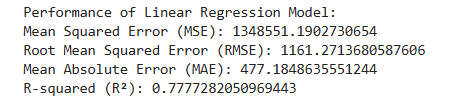 Performance of Linear Regression Model:
Mean Squared Error (MSE): 1348551.1902730654
Root Mean Squared Error (RMSE): 1161.2713680587606
Mean Absolute Error (MAE): 477.1848635551244
R-squared (R²): 0.7777282050969443